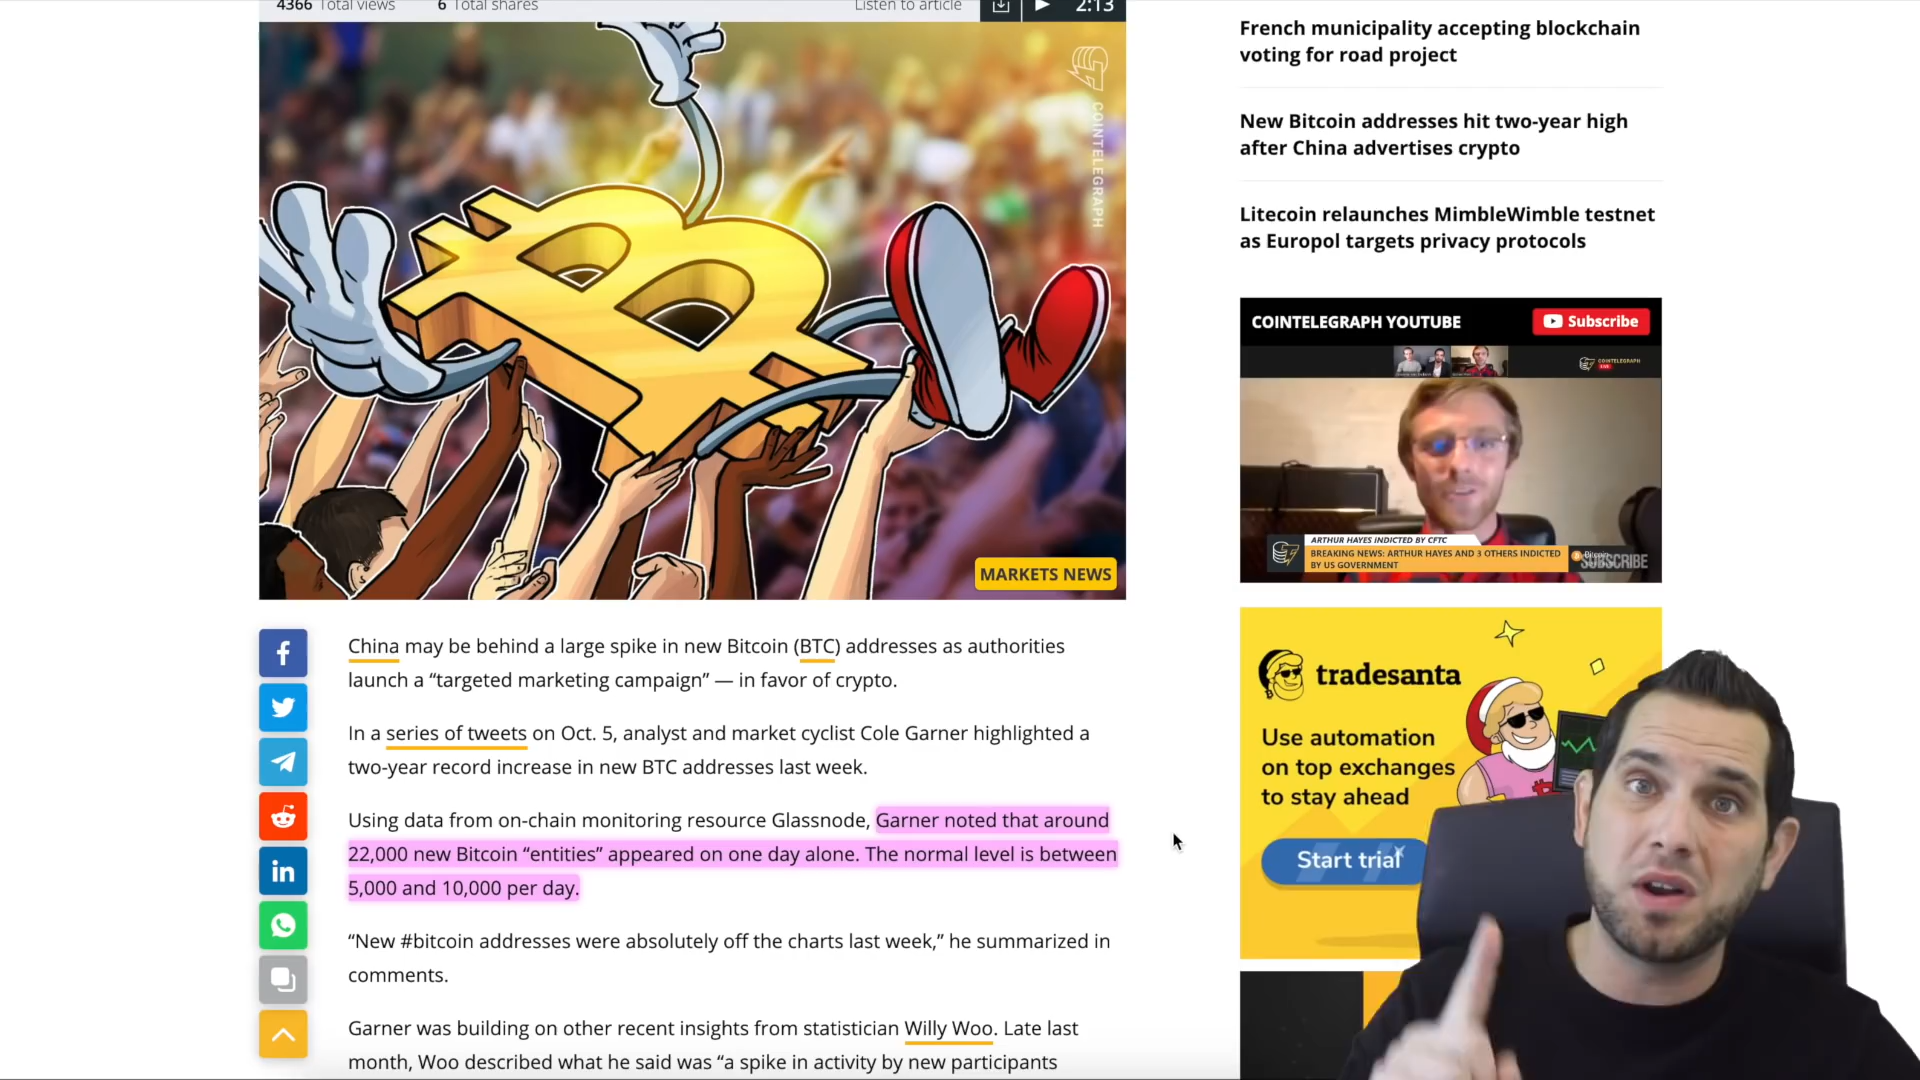 4366 Total views
6 Total shares
Listen to article
2:13
COINTELEGRAPH
MARKETS NEWS
China may be behind a large spike in new Bitcoin (BTC) addresses as authorities
launch a “targeted marketing campaign” — in favor of crypto.
In a series of tweets on Oct. 5, analyst and market cyclist Cole Garner highlighted a
two-year record increase in new BTC addresses last week.
Using data from on-chain monitoring resource Glassnode, Garner noted that around
22,000 new Bitcoin “entities” appeared on one day alone. The normal level is between
5,000 and 10,000 per day.
“New #bitcoin addresses were absolutely off the charts last week,” he summarized in
comments.
Garner was building on other recent insights from statistician Willy Woo. Late last
month, Woo described what he said was “a spike in activity by new participants
French municipality accepting blockchain
voting for road project
New Bitcoin addresses hit two-year high
after China advertises crypto
Litecoin relaunches MimbleWimble testnet
as Europol targets privacy protocols
COINTELEGRAPH YOUTUBE
Subscribe
COINTELEGRAPH
LIVE
ARTHUR HAYES INDICTED BY CFTC
BREAKING NEWS: ARTHUR HAYES AND 3 OTHERS INDICTED
BY US GOVERNMENT
Bitcoin
SUBSCRIBE
tradesanta
Use automation
on top exchanges
to stay ahead
Start trial